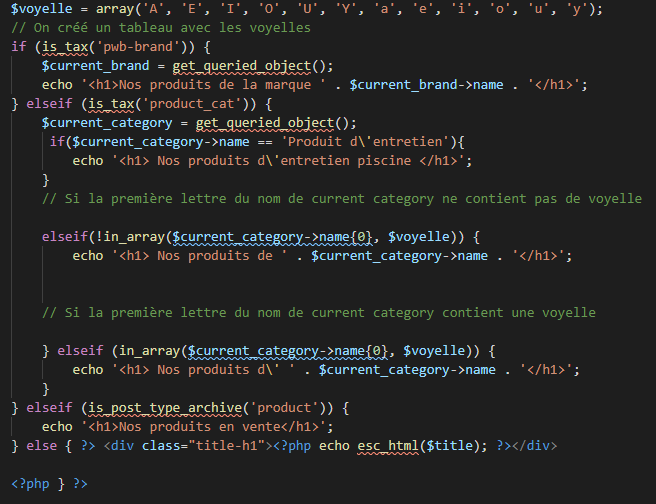 $voyelle = array('A', 'E', 'I', 'O', 'U', 'Y', 'a', 'e', 'i', 'o', 'u', 'y');
// On créé un tableau avec les voyelles
if (is_tax('pwb-brand')) {
    $current_brand = get_queried_object();
    echo '<h1>Nos produits de la marque ' . $current_brand->name . '</h1>';
} elseif (is_tax('product_cat')) {
    $current_category = get_queried_object();
     if($current_category->name == 'Produit d\'entretien'){
        echo '<h1> Nos produits d\'entretien piscine </h1>';
    }
    // Si la première lettre du nom de current category ne contient pas de voyelle
    elseif(!in_array($current_category->name{0}, $voyelle)) {
        echo '<h1> Nos produits de ' . $current_category->name . '</h1>';
    // Si la première lettre du nom de current category contient une voyelle
    } elseif (in_array($current_category->name{0}, $voyelle)) {
        echo '<h1> Nos produits d\' ' . $current_category->name . '</h1>';
    }
} elseif (is_post_type_archive('product')) {
    echo '<h1>Nos produits en vente</h1>';
} else { ?> <div class="title-h1"><?php echo esc_html($title); ?></div>
<?php } ?>